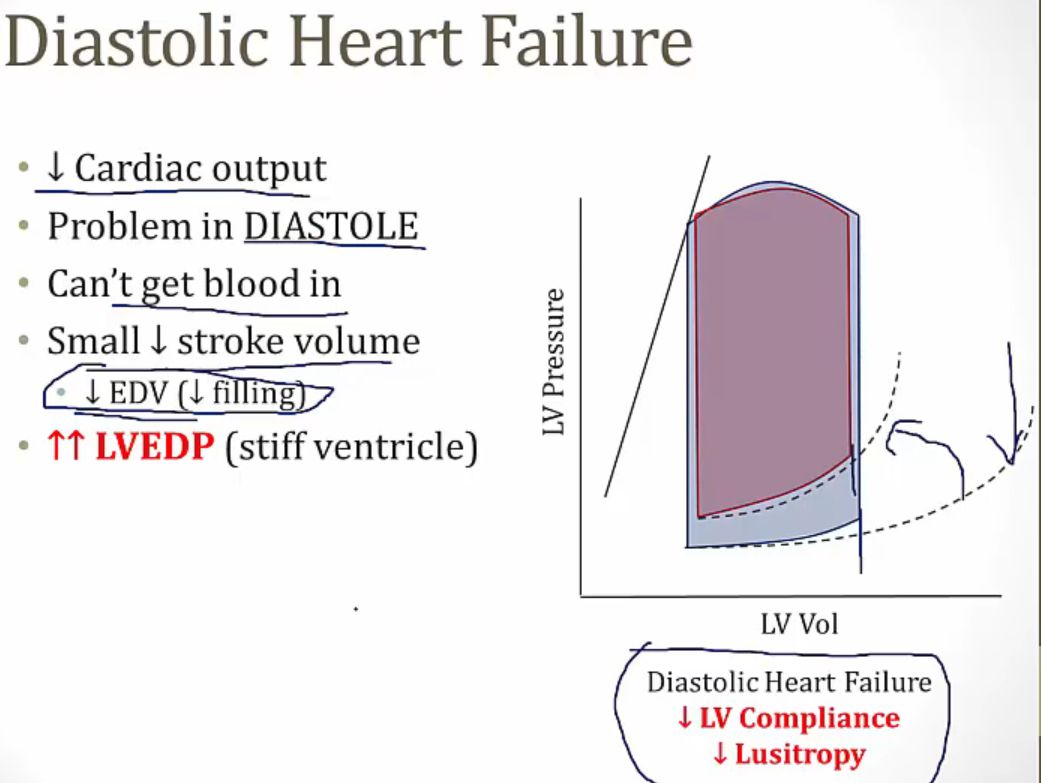 Diastolic Heart Failure
• ↓ Cardiac output
• Problem in DIASTOLE
• Can't get blood in
• Small ↓ stroke volume
• ↓ EDV (↓ filling)
• ↑↑ LVEDP (stiff ventricle)
LV Pressure
LV Vol
Diastolic Heart Failure
↓ LV Compliance
↓ Lusitropy